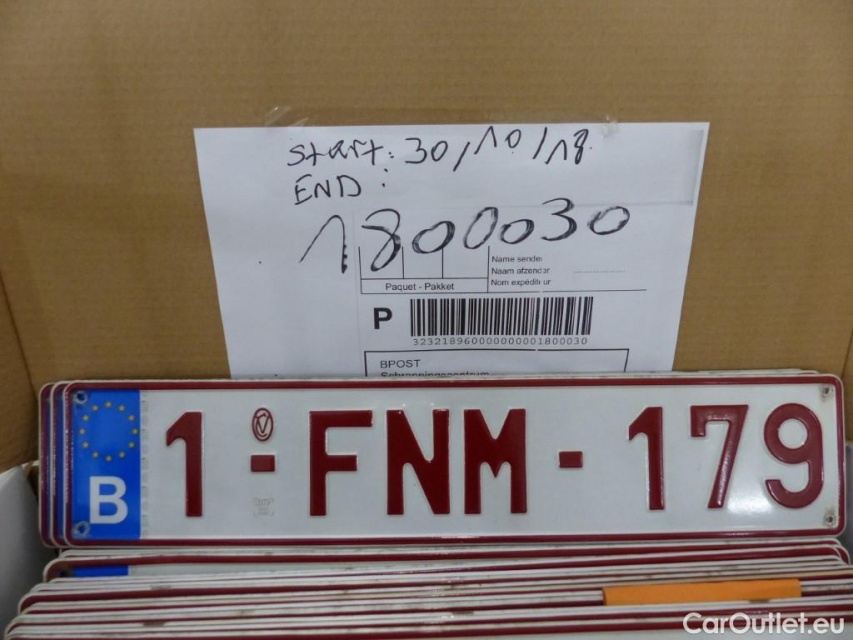 Start: 30/10/18
END:
1800030
Name sender
Naam afzender
Nom expéditeur
Paquet - Pakket
P
323218960000000001800030
BPOST
B
1-FNM-179
CarOutlet.eu